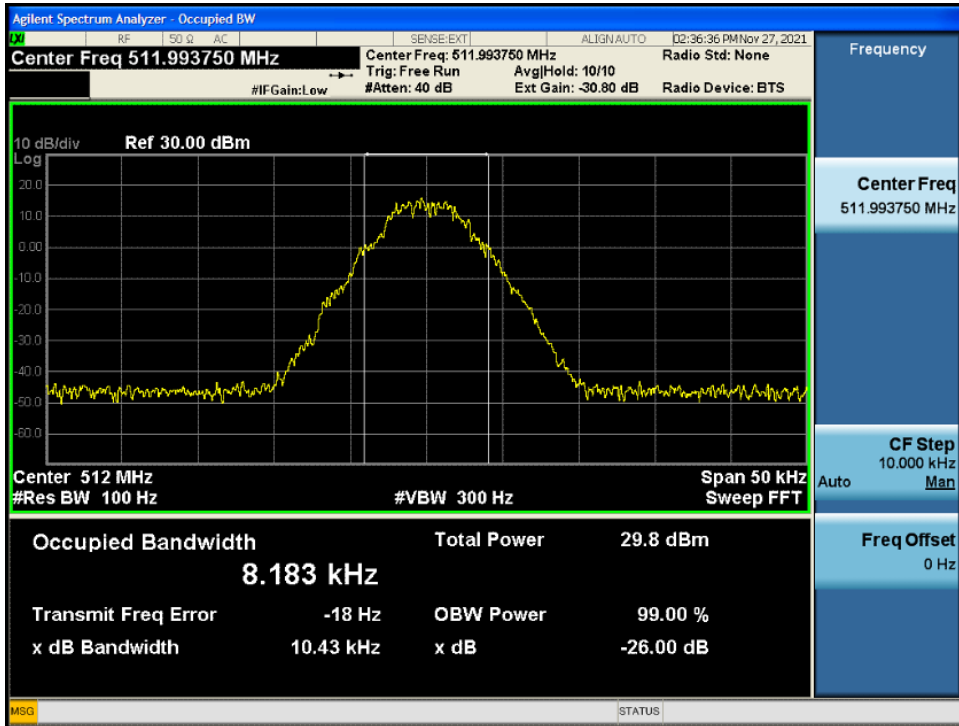 Agilent Spectrum Analyzer - Occupied BW
LXI RF 50 Ω AC SENSE:EXT ALIGN AUTO 02:36:36 PM Nov 27, 2021
Center Freq 511.993750 MHz
Center Freq: 511.993750 MHz Radio Std: None
Trig: Free Run Avg|Hold: 10/10
#IFGain:Low #Atten: 40 dB Ext Gain: -30.80 dB Radio Device: BTS
10 dB/div Ref 30.00 dBm
Log
20.0
10.0
0.00
-10.0
-20.0
-30.0
-40.0
-50.0
-60.0
Center 512 MHz Span 50 kHz
#Res BW 100 Hz #VBW 300 Hz Sweep FFT
Occupied Bandwidth Total Power 29.8 dBm
8.183 kHz
Transmit Freq Error -18 Hz OBW Power 99.00 %
x dB Bandwidth 10.43 kHz x dB -26.00 dB
Frequency
Center Freq
511.993750 MHz
CF Step
10.000 kHz
Auto Man
Freq Offset
0 Hz
MSG STATUS